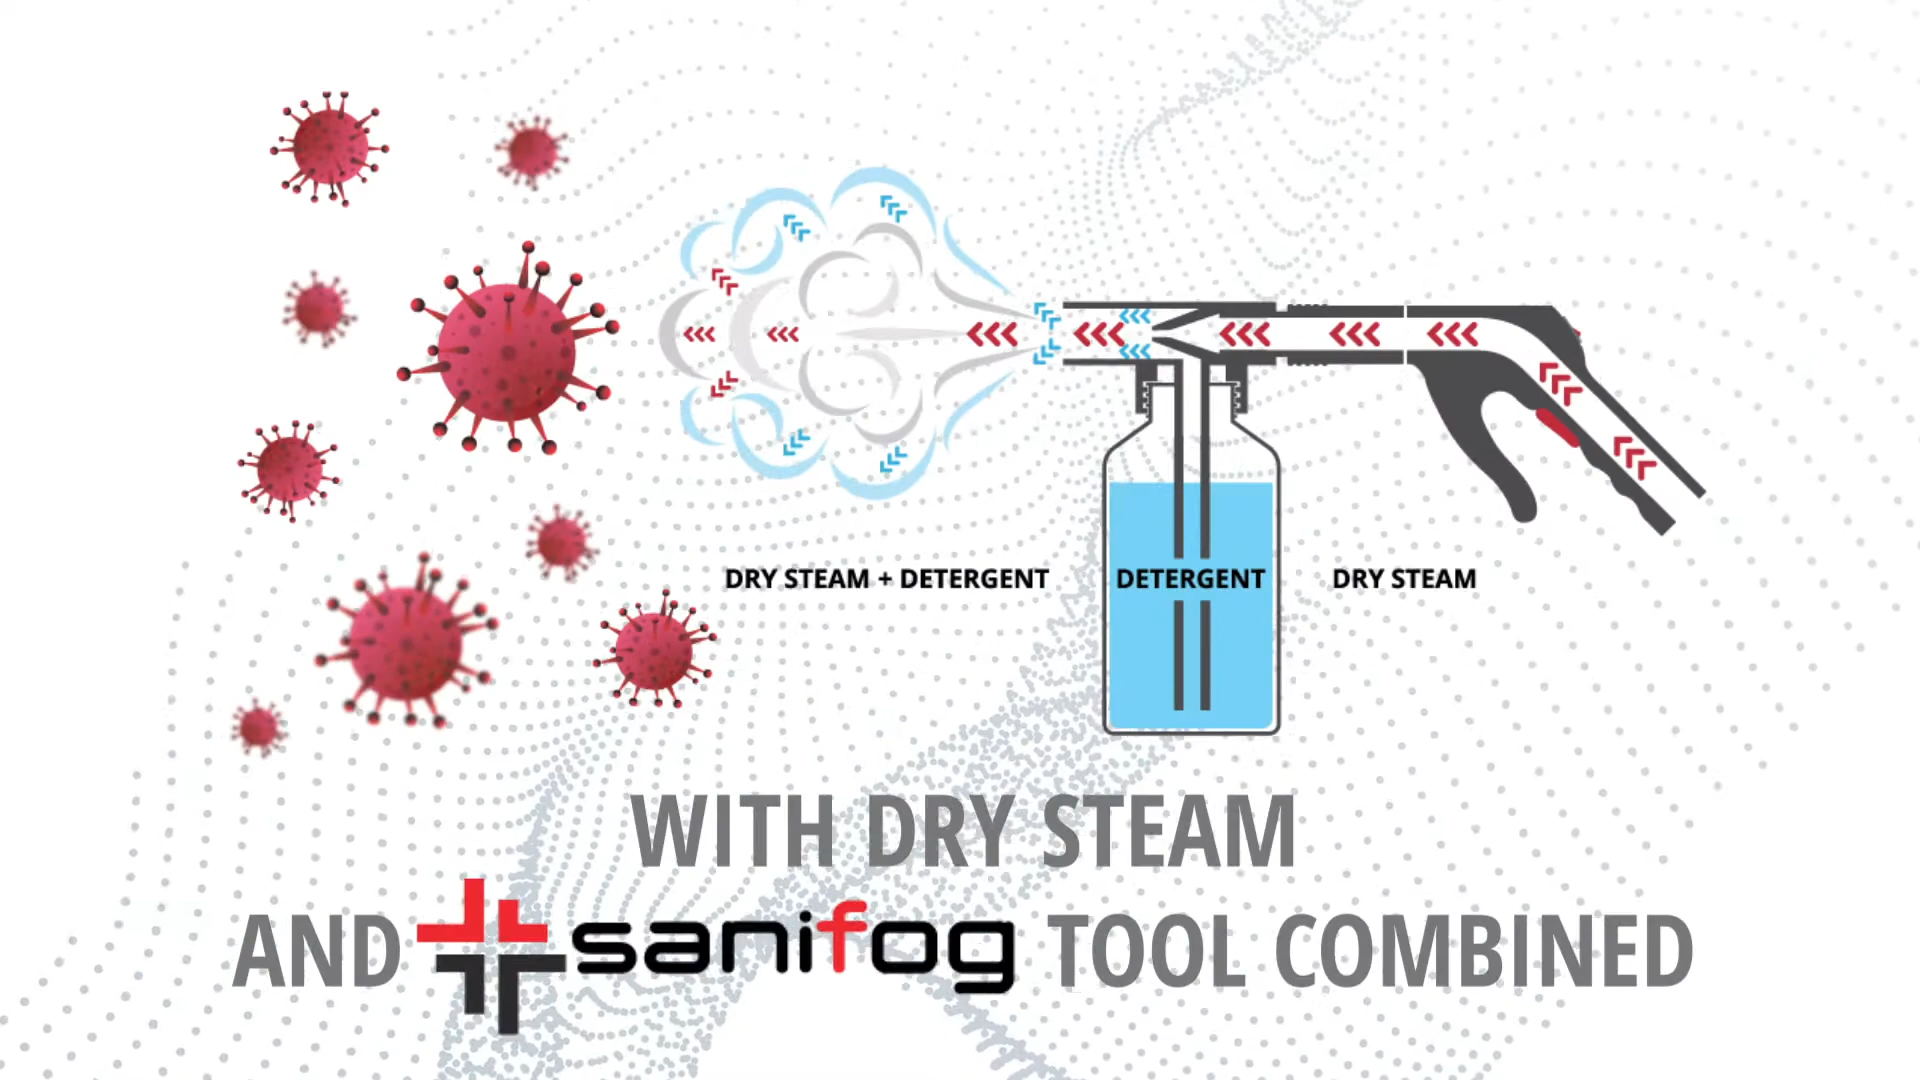 DRY STEAM + DETERGENT
DETERGENT
DRY STEAM
WITH DRY STEAM
AND sanifog TOOL COMBINED